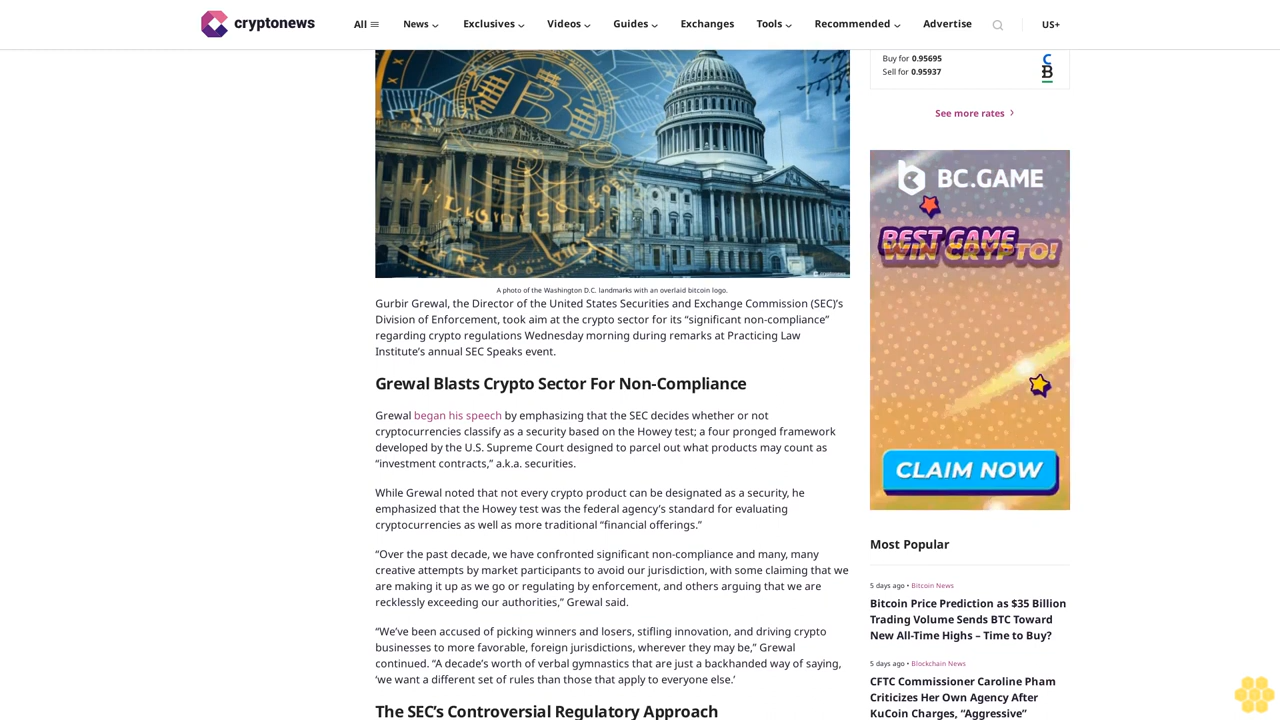 cryptonews
All
News
Exclusives
Videos
Guides
Exchanges
Tools
Recommended
Advertise
US+
Buy for 0.95695
Sell for 0.95937
See more rates
BC.GAME
BEST GAME
WIN CRYPTO!
CLAIM NOW
cryptonews
A photo of the Washington D.C. landmarks with an overlaid bitcoin logo.
Gurbir Grewal, the Director of the United States Securities and Exchange Commission (SEC)’s
Division of Enforcement, took aim at the crypto sector for its “significant non-compliance”
regarding crypto regulations Wednesday morning during remarks at Practicing Law
Institute’s annual SEC Speaks event.
Grewal Blasts Crypto Sector For Non-Compliance
Grewal began his speech by emphasizing that the SEC decides whether or not
cryptocurrencies classify as a security based on the Howey test; a four pronged framework
developed by the U.S. Supreme Court designed to parcel out what products may count as
“investment contracts,” a.k.a. securities.
While Grewal noted that not every crypto product can be designated as a security, he
emphasized that the Howey test was the federal agency’s standard for evaluating
cryptocurrencies as well as more traditional “financial offerings.”
“Over the past decade, we have confronted significant non-compliance and many, many
creative attempts by market participants to avoid our jurisdiction, with some claiming that we
are making it up as we go or regulating by enforcement, and others arguing that we are
recklessly exceeding our authorities,” Grewal said.
“We’ve been accused of picking winners and losers, stifling innovation, and driving crypto
businesses to more favorable, foreign jurisdictions, wherever they may be,” Grewal
continued. “A decade’s worth of verbal gymnastics that are just a backhanded way of saying,
‘we want a different set of rules than those that apply to everyone else.’
The SEC’s Controversial Regulatory Approach
Most Popular
5 days ago • Bitcoin News
Bitcoin Price Prediction as $35 Billion
Trading Volume Sends BTC Toward
New All-Time Highs – Time to Buy?
5 days ago • Blockchain News
CFTC Commissioner Caroline Pham
Criticizes Her Own Agency After
KuCoin Charges, “Aggressive”